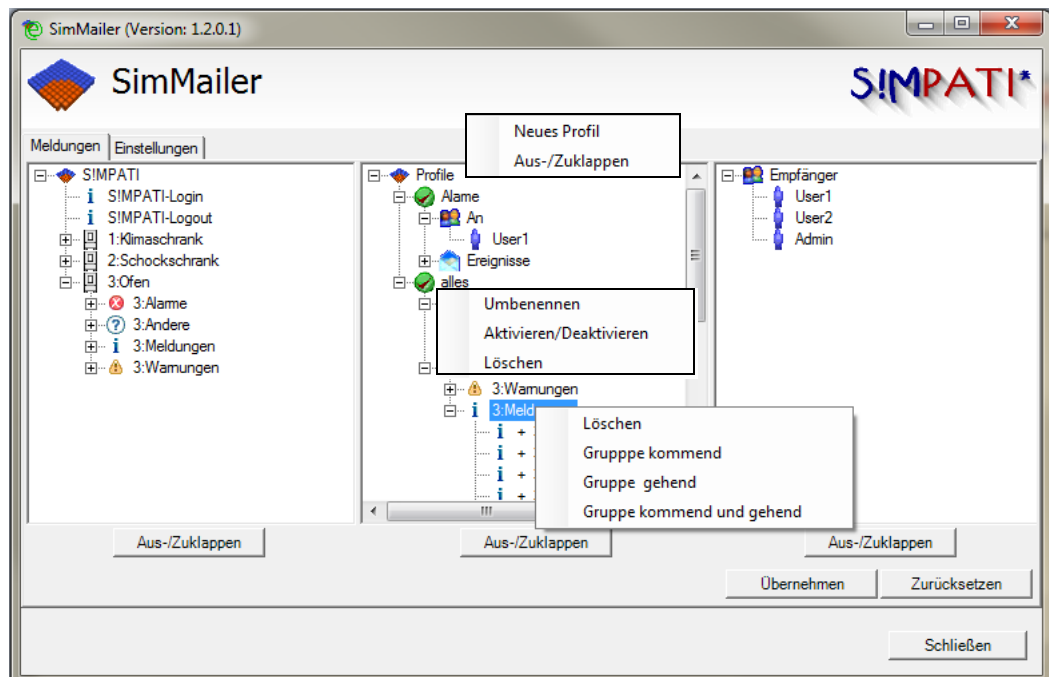 SimMailer (Version: 1.2.0.1)
SimMailer
S!MPATI*
Meldungen
Einstellungen
Neues Profil
Aus-/Zuklappen
S!MPATI
S!MPATI-Login
S!MPATI-Logout
1:Klimaschrank
2:Schockschrank
3:Ofen
3:Alarme
3:Andere
3:Meldungen
3:Warnungen
Profile
Alame
An
User1
Ereignisse
alles
Umbenennen
Aktivieren/Deaktivieren
Löschen
3:Warnungen
3:Meld
+
+
+
+
Löschen
Grupppe kommend
Gruppe gehend
Gruppe kommend und gehend
Empfänger
User1
User2
Admin
Aus-/Zuklappen
Aus-/Zuklappen
Aus-/Zuklappen
Übernehmen
Zurücksetzen
Schließen